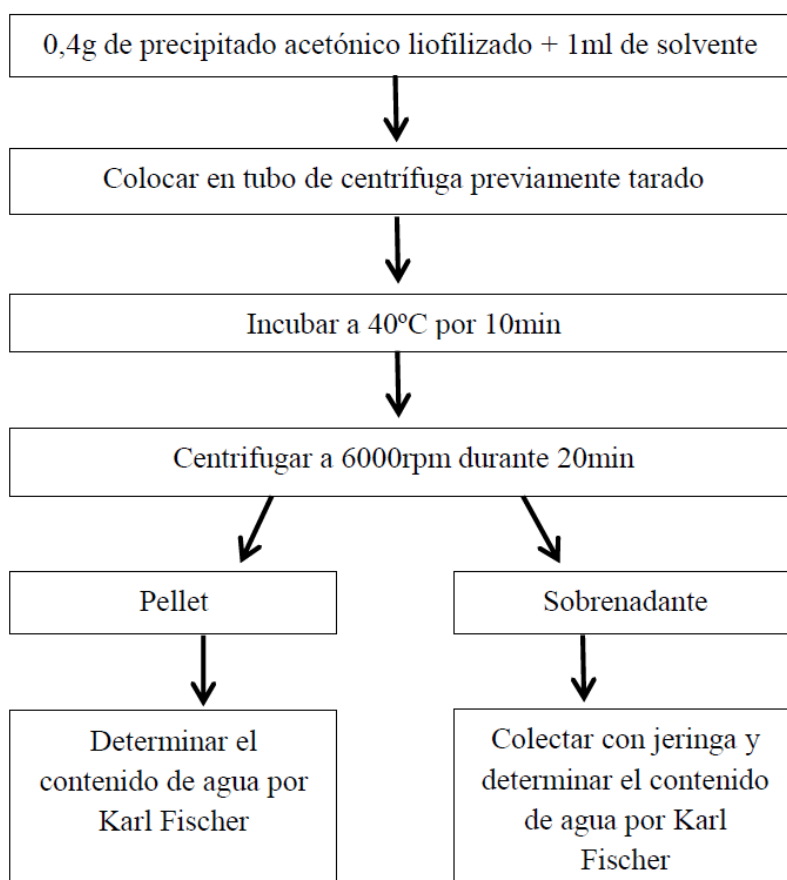 0,4g de precipitado acetónico liofilizado + 1ml de solvente
Colocar en tubo de centrífuga previamente tarado
Incubar a 40ºC por 10min
Centrifugar a 6000rpm durante 20min
Pellet
Sobrenadante
Determinar el
contenido de agua por
Karl Fischer
Colectar con jeringa y
determinar el contenido
de agua por Karl
Fischer